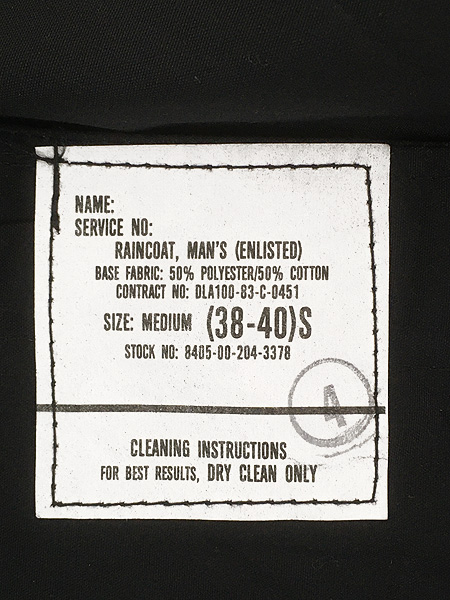 NAME:
SERVICE NO:
RAINCOAT, MAN'S (ENLISTED)
BASE FABRIC: 50% POLYESTER/50% COTTON
CONTRACT NO: DLA100-83-C-0451
SIZE: MEDIUM (38-40)S
STOCK NO: 8405-00-204-3378
4
CLEANING INSTRUCTIONS
FOR BEST RESULTS, DRY CLEAN ONLY